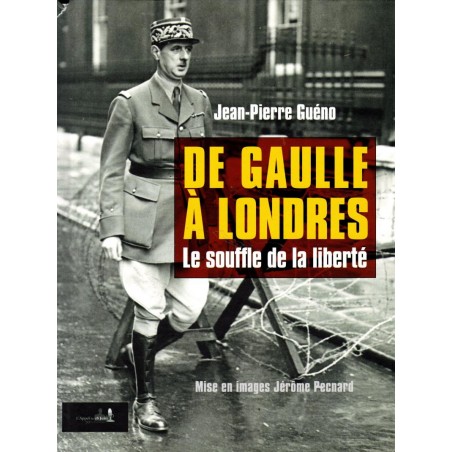 Jean-Pierre Guéno
DE GAULLE
À LONDRES
Le souffle de la liberté
Mise en images Jérôme Pecnard